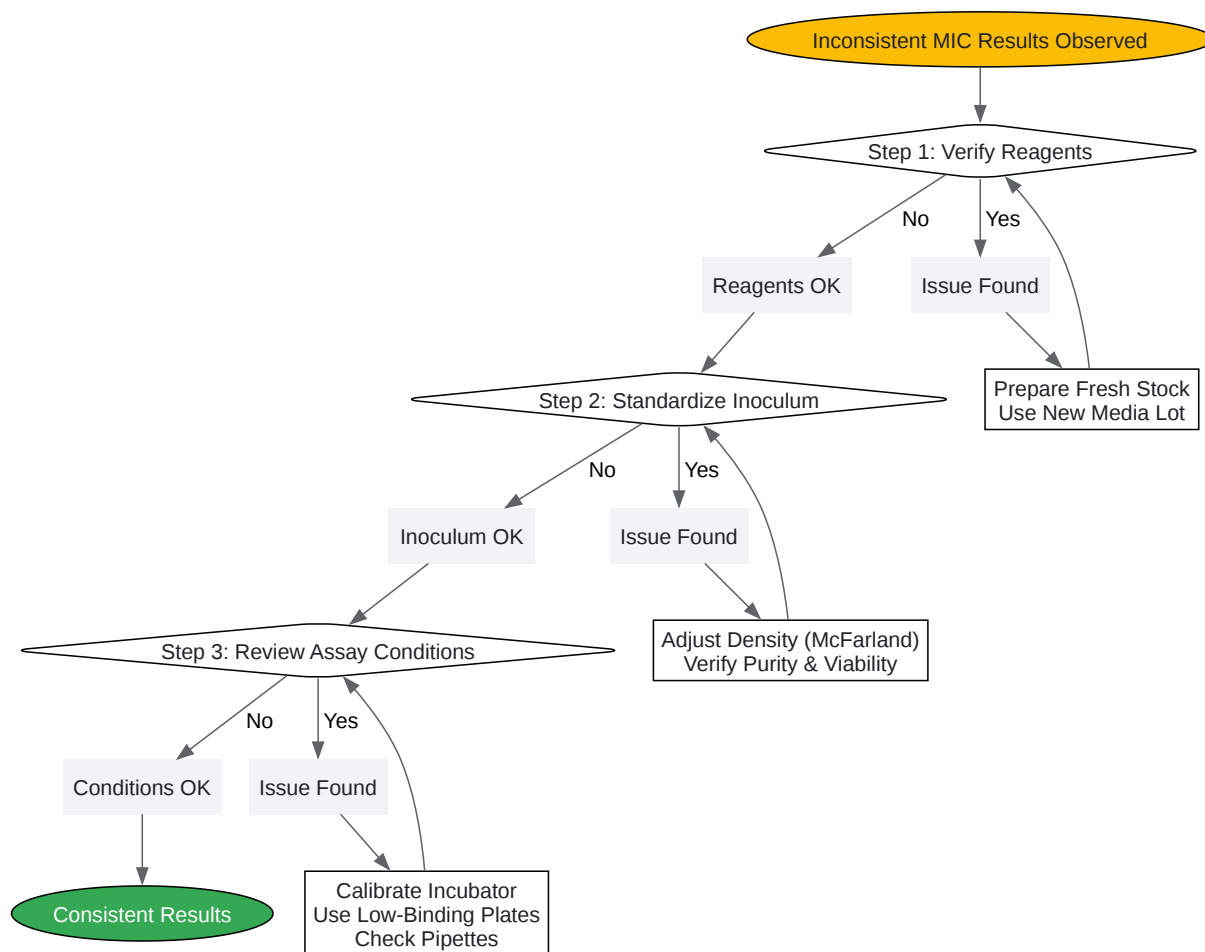 Inconsistent MIC Results Observed
Step 1: Verify Reagents
No
Yes
Reagents OK
Issue Found
Prepare Fresh Stock
Use New Media Lot
Step 2: Standardize Inoculum
No
Yes
Inoculum OK
Issue Found
Adjust Density (McFarland)
Verify Purity & Viability
Step 3: Review Assay Conditions
No
Yes
Conditions OK
Issue Found
Calibrate Incubator
Use Low-Binding Plates
Check Pipettes
Consistent Results